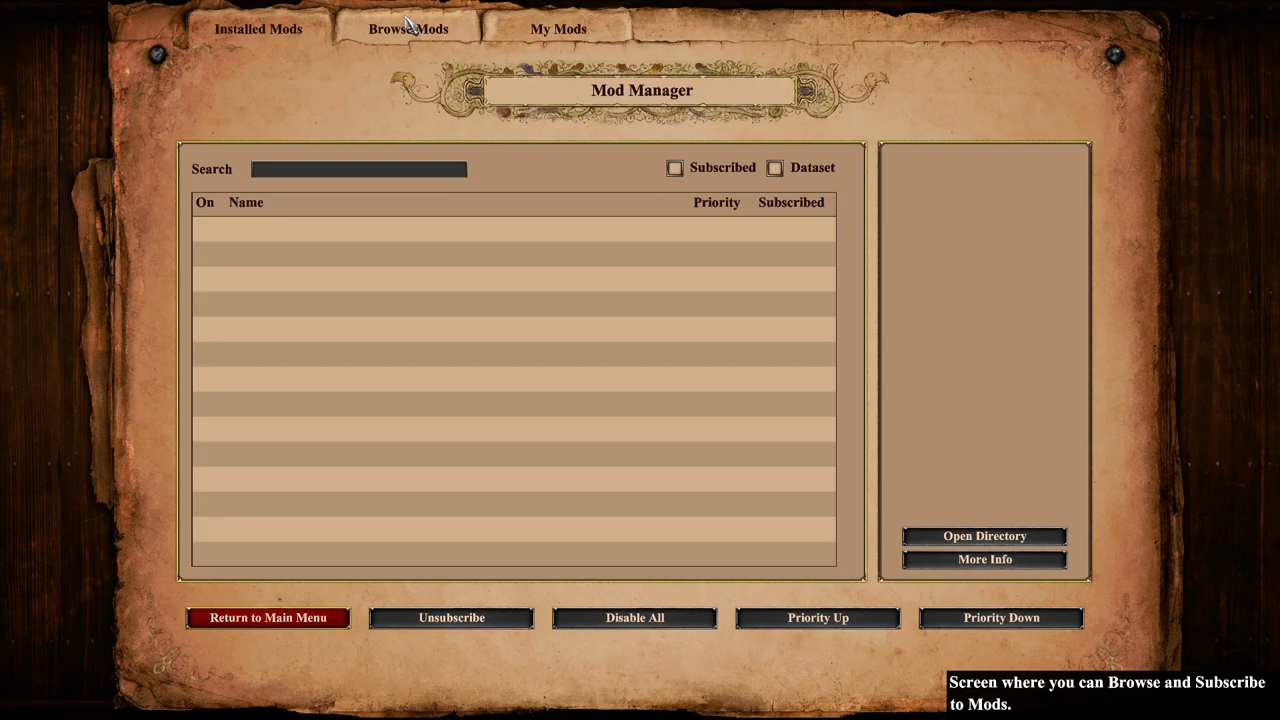 Installed Mods
Browse Mods
My Mods
Mod Manager
Search
Subscribed
Dataset
On
Name
Priority
Subscribed
Open Directory
More Info
Return to Main Menu
Unsubscribe
Disable All
Priority Up
Priority Down
Screen where you can Browse and Subscribe
to Mods.